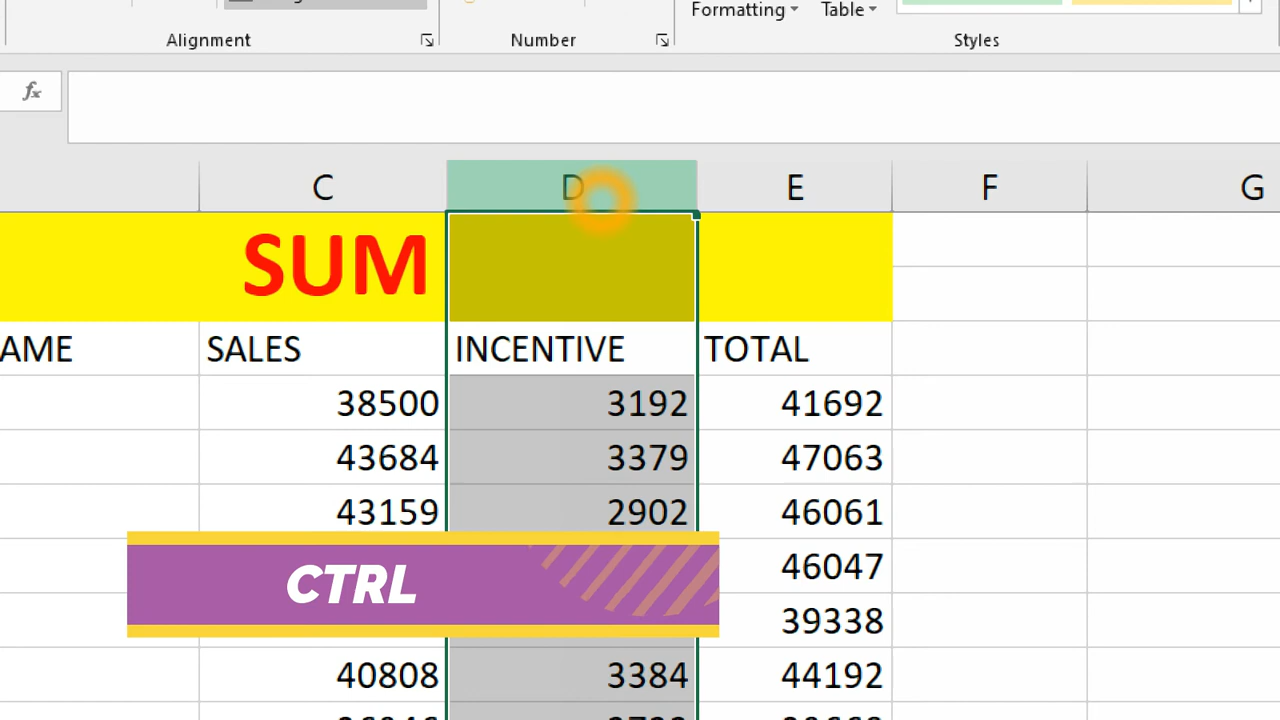 Formatting Table
Alignment Number Styles
fx
C D E F G
SUM
AME SALES INCENTIVE TOTAL
38500 3192 41692
43684 3379 47063
43159 2902 46061
46047
CTRL
39338
40808 3384 44192